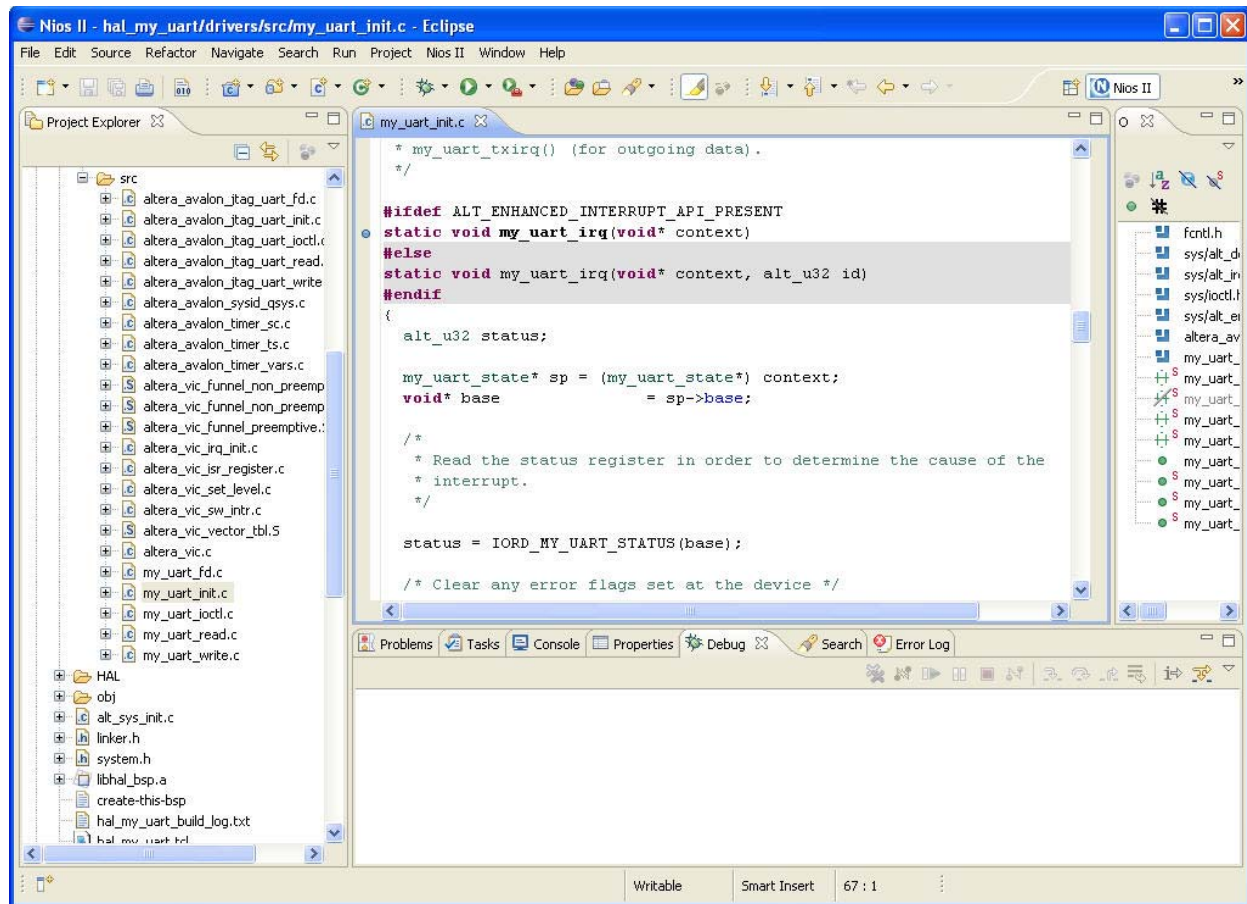 Nios II - hal_my_uart/drivers/src/my_uart_init.c - Eclipse
File Edit Source Refactor Navigate Search Run Project Nios II Window Help
Nios II
Project Explorer
src
altera_avalon_jtag_uart_fd.c
altera_avalon_jtag_uart_init.c
altera_avalon_jtag_uart_ioctl.c
altera_avalon_jtag_uart_read.
altera_avalon_jtag_uart_write
altera_avalon_sysid_qsys.c
altera_avalon_timer_sc.c
altera_avalon_timer_ts.c
altera_avalon_timer_vars.c
altera_vic_funnel_non_preemp
altera_vic_funnel_non_preemp
altera_vic_funnel_preemptive.
altera_vic_irq_init.c
altera_vic_isr_register.c
altera_vic_set_level.c
altera_vic_sw_intr.c
altera_vic_vector_tbl.S
altera_vic.c
my_uart_fd.c
my_uart_init.c
my_uart_ioctl.c
my_uart_read.c
my_uart_write.c
HAL
obj
alt_sys_init.c
linker.h
system.h
libhal_bsp.a
create-this-bsp
hal_my_uart_build_log.txt
hal_my_uart.tcl
my_uart_init.c
* my_uart_txirq() (for outgoing data).
*/
#ifdef ALT_ENHANCED_INTERRUPT_API_PRESENT
static void my_uart_irq(void* context)
#else
static void my_uart_irq(void* context, alt_u32 id)
#endif
{
alt_u32 status;
my_uart_state* sp = (my_uart_state*) context;
void* base = sp->base;
/*
* Read the status register in order to determine the cause of the
* interrupt.
*/
status = IORD_MY_UART_STATUS(base);
/* Clear any error flags set at the device */
O
fcntl.h
sys/alt_d
sys/alt_ir
sys/ioctl.h
sys/alt_e
altera_av
my_uart_
my_uart_
my_uart_
my_uart_
my_uart_
my_uart_
my_uart_
my_uart_
my_uart_
Problems Tasks Console Properties Debug Search Error Log
Writable Smart Insert 67 : 1